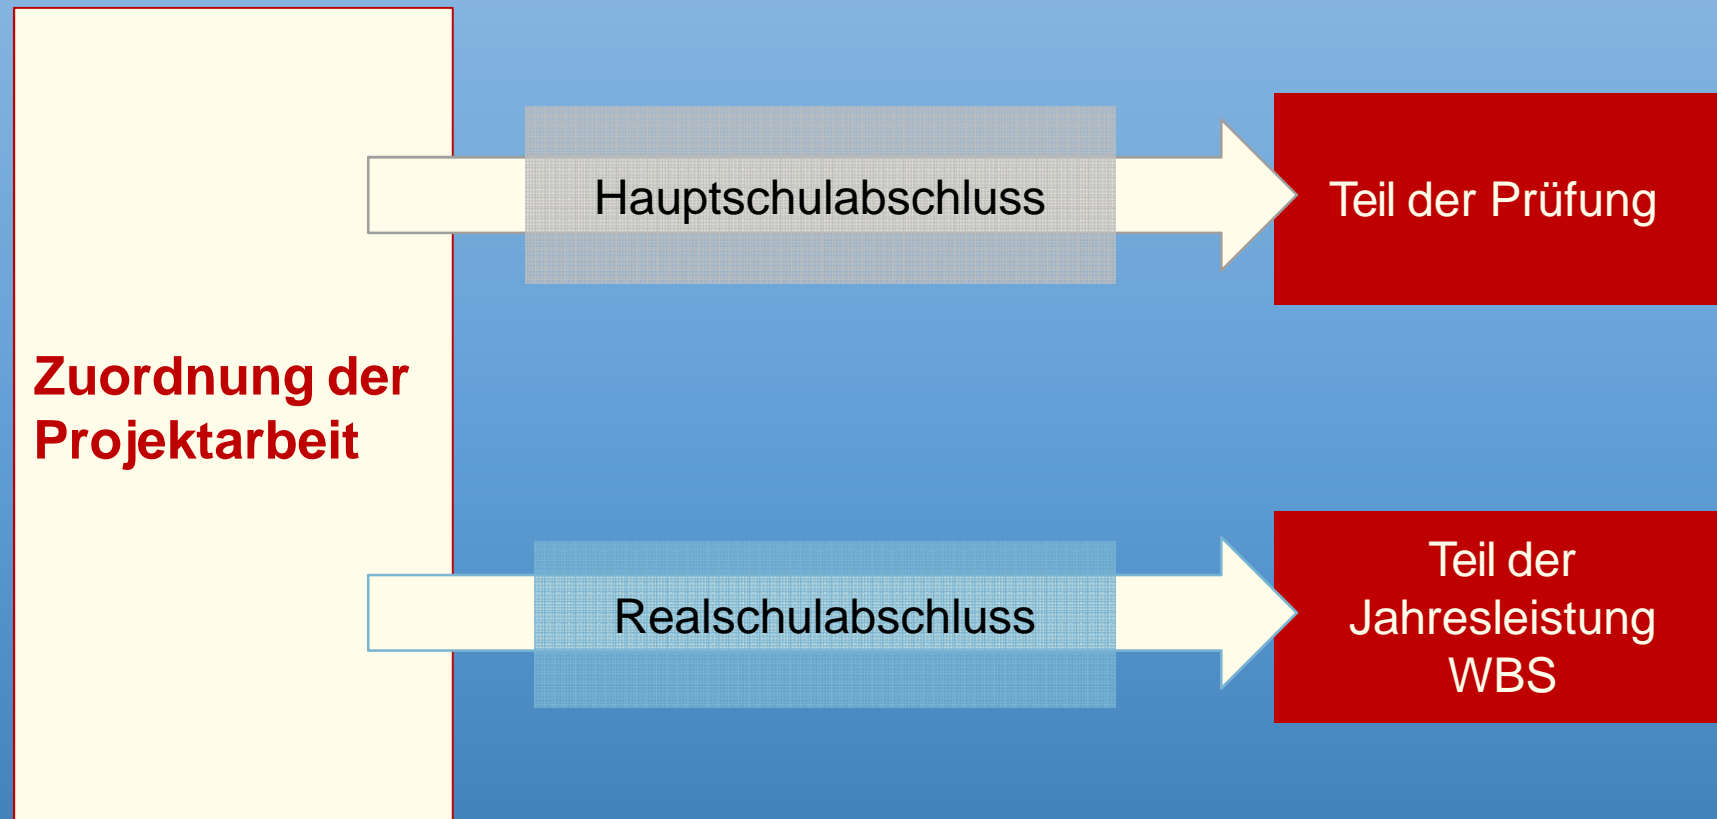 Zuordnung der
Projektarbeit
Hauptschulabschluss
Teil der Prüfung
Realschulabschluss
Teil der
Jahresleistung
WBS